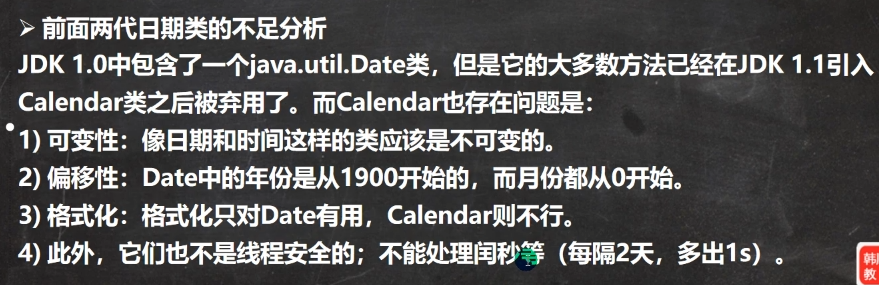 ➢ 前面两代日期类的不足分析
JDK 1.0中包含了一个java.util.Date类，但是它的大多数方法已经在JDK 1.1引入
Calendar类之后被弃用了。而Calendar也存在问题是：
1) 可变性：像日期和时间这样的类应该是不可变的。
2) 偏移性：Date中的年份是从1900开始的，而月份都从0开始。
3) 格式化：格式化只对Date有用，Calendar则不行。
4) 此外，它们也不是线程安全的；不能处理闰秒等（每隔2天，多出1s）。
韩
教